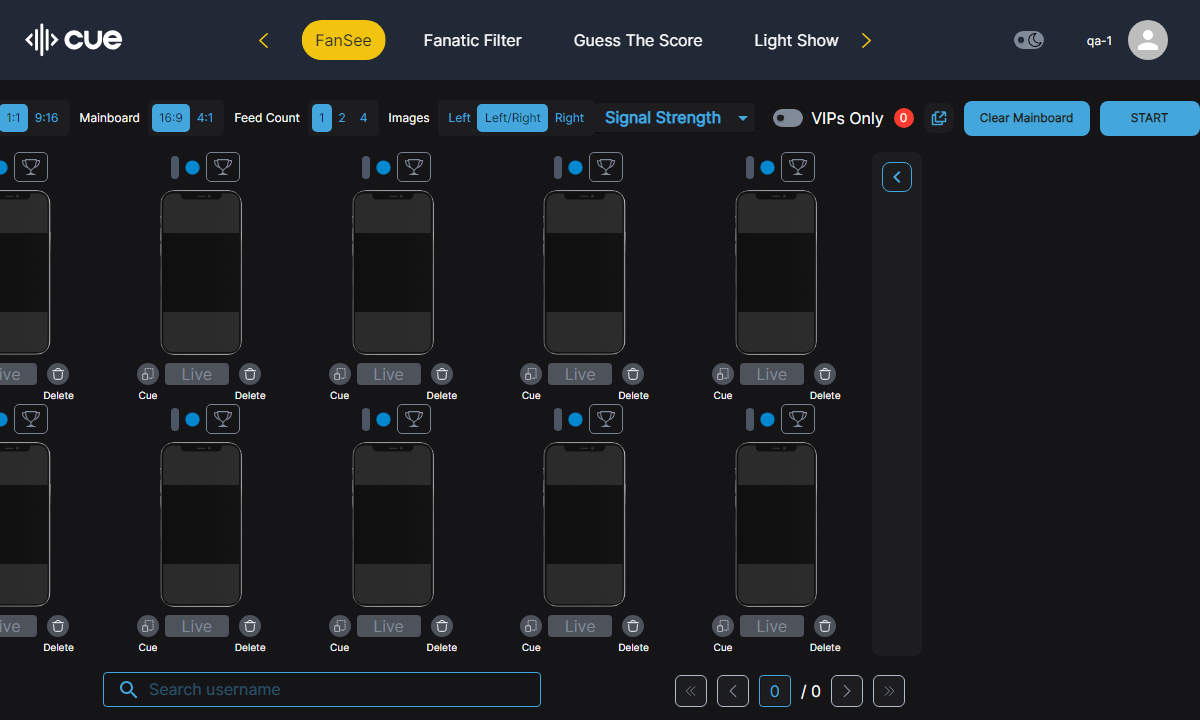 cue FanSee Fanatic Filter Guess The Score Light Show qa-1
1:1 9:16 Mainboard 16:9 4:1 Feed Count 1 2 4 Images Left Left/Right Right Signal Strength VIPs Only 0 Clear Mainboard START
ive Live Live Live Live
Delete Cue Delete Cue Delete Cue Delete Cue Delete
ive Live Live Live Live
Delete Cue Delete Cue Delete Cue Delete Cue Delete
Search username 0 / 0